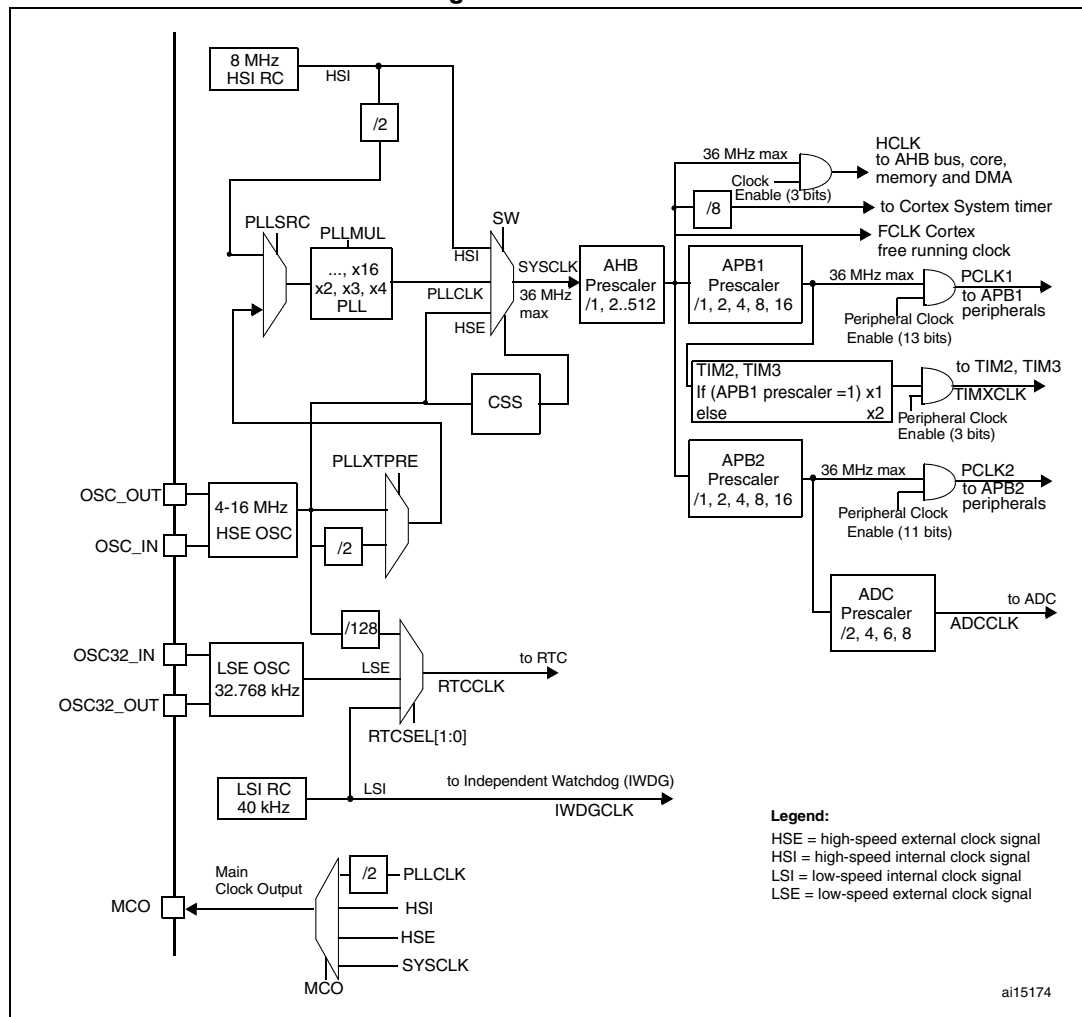 8 MHz
HSI RC
HSI
/2
36 MHz max
HCLK
to AHB bus, core,
memory and DMA
Clock
Enable (3 bits)
/8
to Cortex System timer
FCLK Cortex
free running clock
PLLSRC
PLLMUL
..., x16
x2, x3, x4
PLL
SW
HSI
PLLCLK
HSE
SYSCLK
36 MHz
max
AHB
Prescaler
/1, 2..512
APB1
Prescaler
/1, 2, 4, 8, 16
36 MHz max
PCLK1
to APB1
peripherals
Peripheral Clock
Enable (13 bits)
TIM2, TIM3
If (APB1 prescaler =1) x1
else x2
to TIM2, TIM3
TIMXCLK
Peripheral Clock
Enable (3 bits)
CSS
PLLXTPRE
OSC_OUT
OSC_IN
4-16 MHz
HSE OSC
/2
APB2
Prescaler
/1, 2, 4, 8, 16
36 MHz max
PCLK2
to APB2
peripherals
Peripheral Clock
Enable (11 bits)
ADC
Prescaler
/2, 4, 6, 8
to ADC
ADCCLK
/128
OSC32_IN
OSC32_OUT
LSE OSC
32.768 kHz
LSE
to RTC
RTCCLK
RTCSEL[1:0]
LSI RC
40 kHz
LSI
to Independent Watchdog (IWDG)
IWDGCLK
Legend:
HSE = high-speed external clock signal
HSI = high-speed internal clock signal
LSI = low-speed internal clock signal
LSE = low-speed external clock signal
MCO
Main
Clock Output
/2
PLLCLK
HSI
HSE
SYSCLK
MCO
ai15174